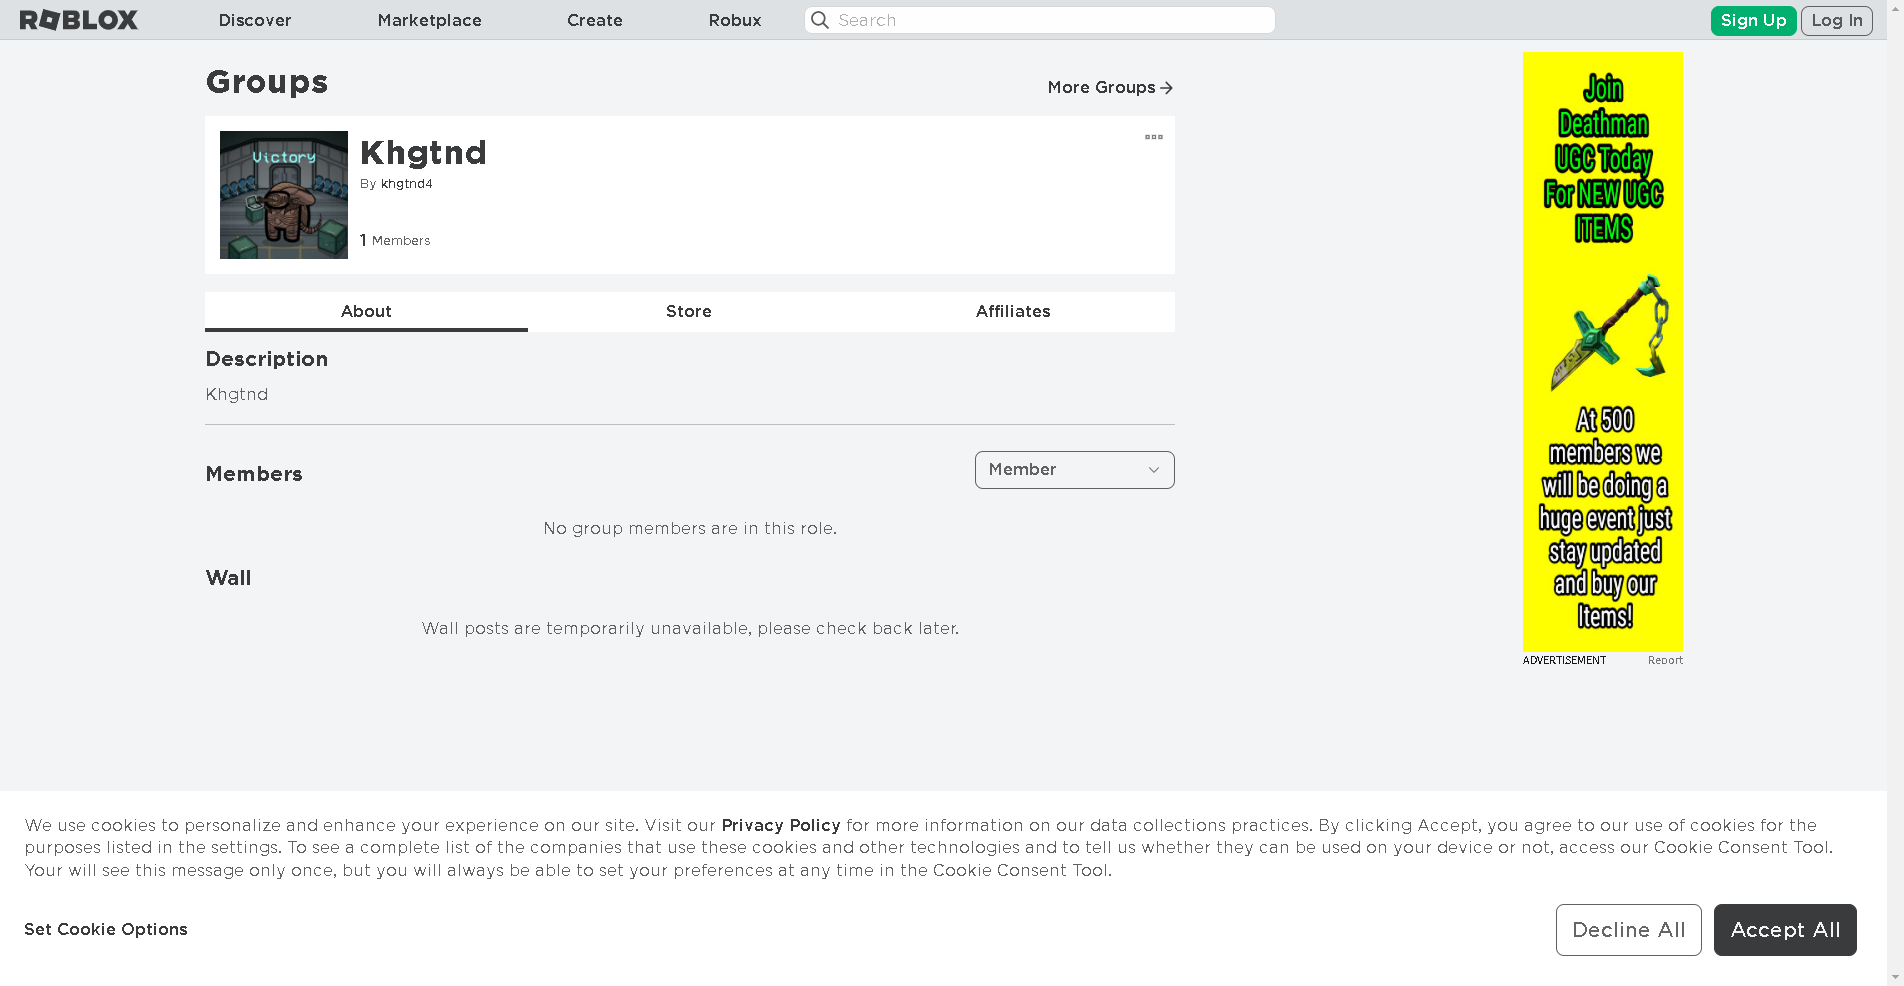 ROBLOX Discover Marketplace Create Robux Search Sign Up Log In
Groups
More Groups
Victory
Khgtnd
By khgtnd4
1 Members
About Store Affiliates
Description
Khgtnd
Members
Member
No group members are in this role.
Wall
Wall posts are temporarily unavailable, please check back later.
Join
Deathman
UGC Today
For NEW UGC
ITEMS
At 500
members we
will be doing a
huge event just
stay updated
and buy our
Items!
ADVERTISEMENT Report
We use cookies to personalize and enhance your experience on our site. Visit our Privacy Policy for more information on our data collections practices. By clicking Accept, you agree to our use of cookies for the
purposes listed in the settings. To see a complete list of the companies that use these cookies and other technologies and to tell us whether they can be used on your device or not, access our Cookie Consent Tool.
Your will see this message only once, but you will always be able to set your preferences at any time in the Cookie Consent Tool.
Set Cookie Options
Decline All
Accept All